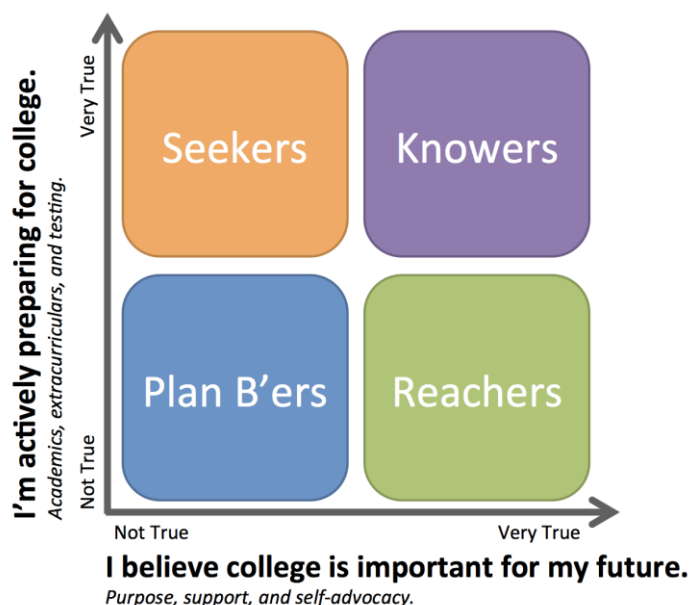 I'm actively preparing for college.
Academics, extracurriculars, and testing.
Very True
Not True
Seekers
Knowers
Plan B'ers
Reachers
Not True
Very True
I believe college is important for my future.
Purpose, support, and self-advocacy.